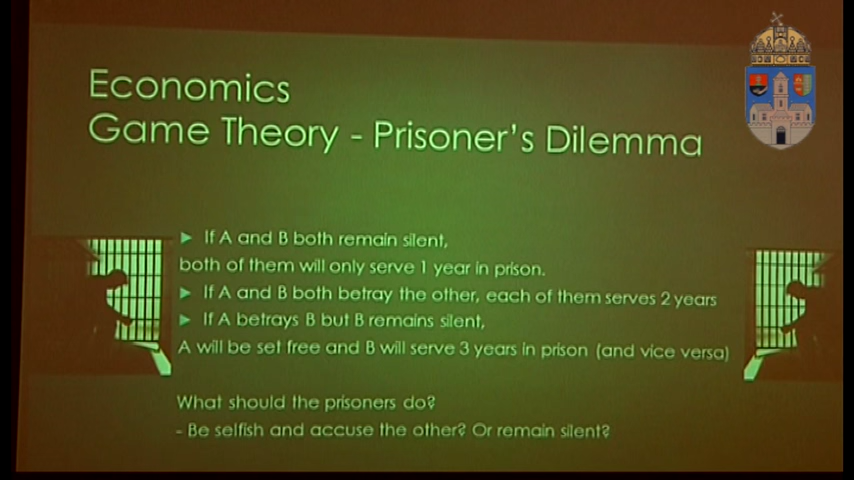 Economics
Game Theory - Prisoner's Dilemma
► If A and B both remain silent,
both of them will only serve 1 year in prison.
► If A and B both betray the other, each of them serves 2 years
► If A betrays B but B remains silent,
A will be set free and B will serve 3 years in prison (and vice versa)
What should the prisoners do?
- Be selfish and accuse the other? Or remain silent?